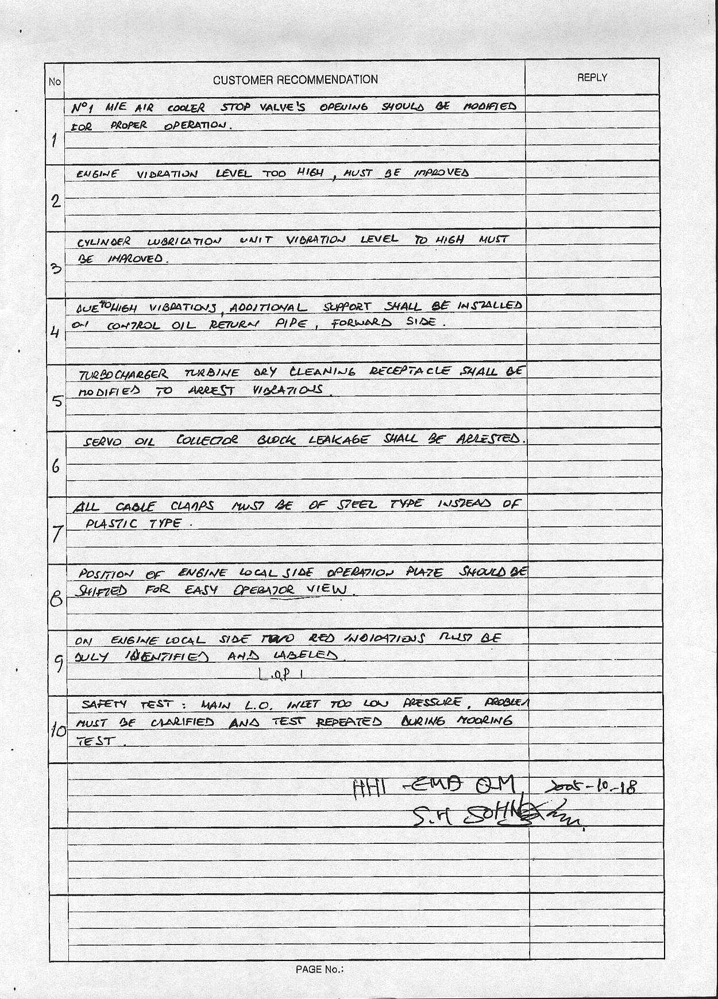 No CUSTOMER RECOMMENDATION REPLY
Nº1 M/E AIR COOLER STOP VALVE'S OPENING SHOULD BE MODIFIED
FOR PROPER OPERATION.
1
ENGINE VIBRATION LEVEL TOO HIGH, MUST BE IMPROVED
2
CYLINDER LUBRICATION UNIT VIBRATION LEVEL TO HIGH MUST
BE IMPROVED.
3
DUE TO HIGH VIBRATIONS, ADDITIONAL SUPPORT SHALL BE INSTALLED
ON CONTROL OIL RETURN PIPE, FORWARD SIDE.
4
TURBOCHARGER TURBINE DRY CLEANING RECEPTACLE SHALL BE
MODIFIED TO ARREST VIBRATIONS.
5
SERVO OIL COLLECTOR BLOCK LEAKAGE SHALL BE ARRESTED.
6
ALL CABLE CLAMPS MUST BE OF STEEL TYPE INSTEAD OF
PLASTIC TYPE.
7
POSITION OF ENGINE LOCAL SIDE OPERATION PLATE SHOULD BE
SHIFTED FOR EASY OPERATOR VIEW.
8
ON ENGINE LOCAL SIDE TWO RED INDICATIONS MUST BE
DULY IDENTIFIED AND LABELED.
9
L.OP 1
SAFETY TEST: MAIN L.O. INLET TOO LOW PRESSURE, PROBLEM
MUST BE CLARIFIED AND TEST REPEATED DURING MOORING
10
TEST.
HHI-EMD QM, 2005-10-18
S.H SOHN
PAGE No.: